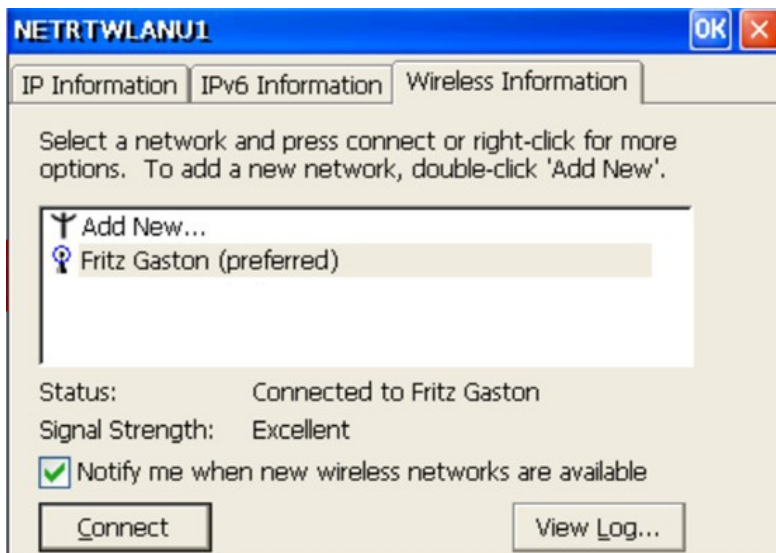 NETRTWLANU1
OK
IP Information
IPv6 Information
Wireless Information
Select a network and press connect or right-click for more
options. To add a new network, double-click 'Add New'.
Add New...
Fritz Gaston (preferred)
Status: Connected to Fritz Gaston
Signal Strength: Excellent
Notify me when new wireless networks are available
Connect
View Log...